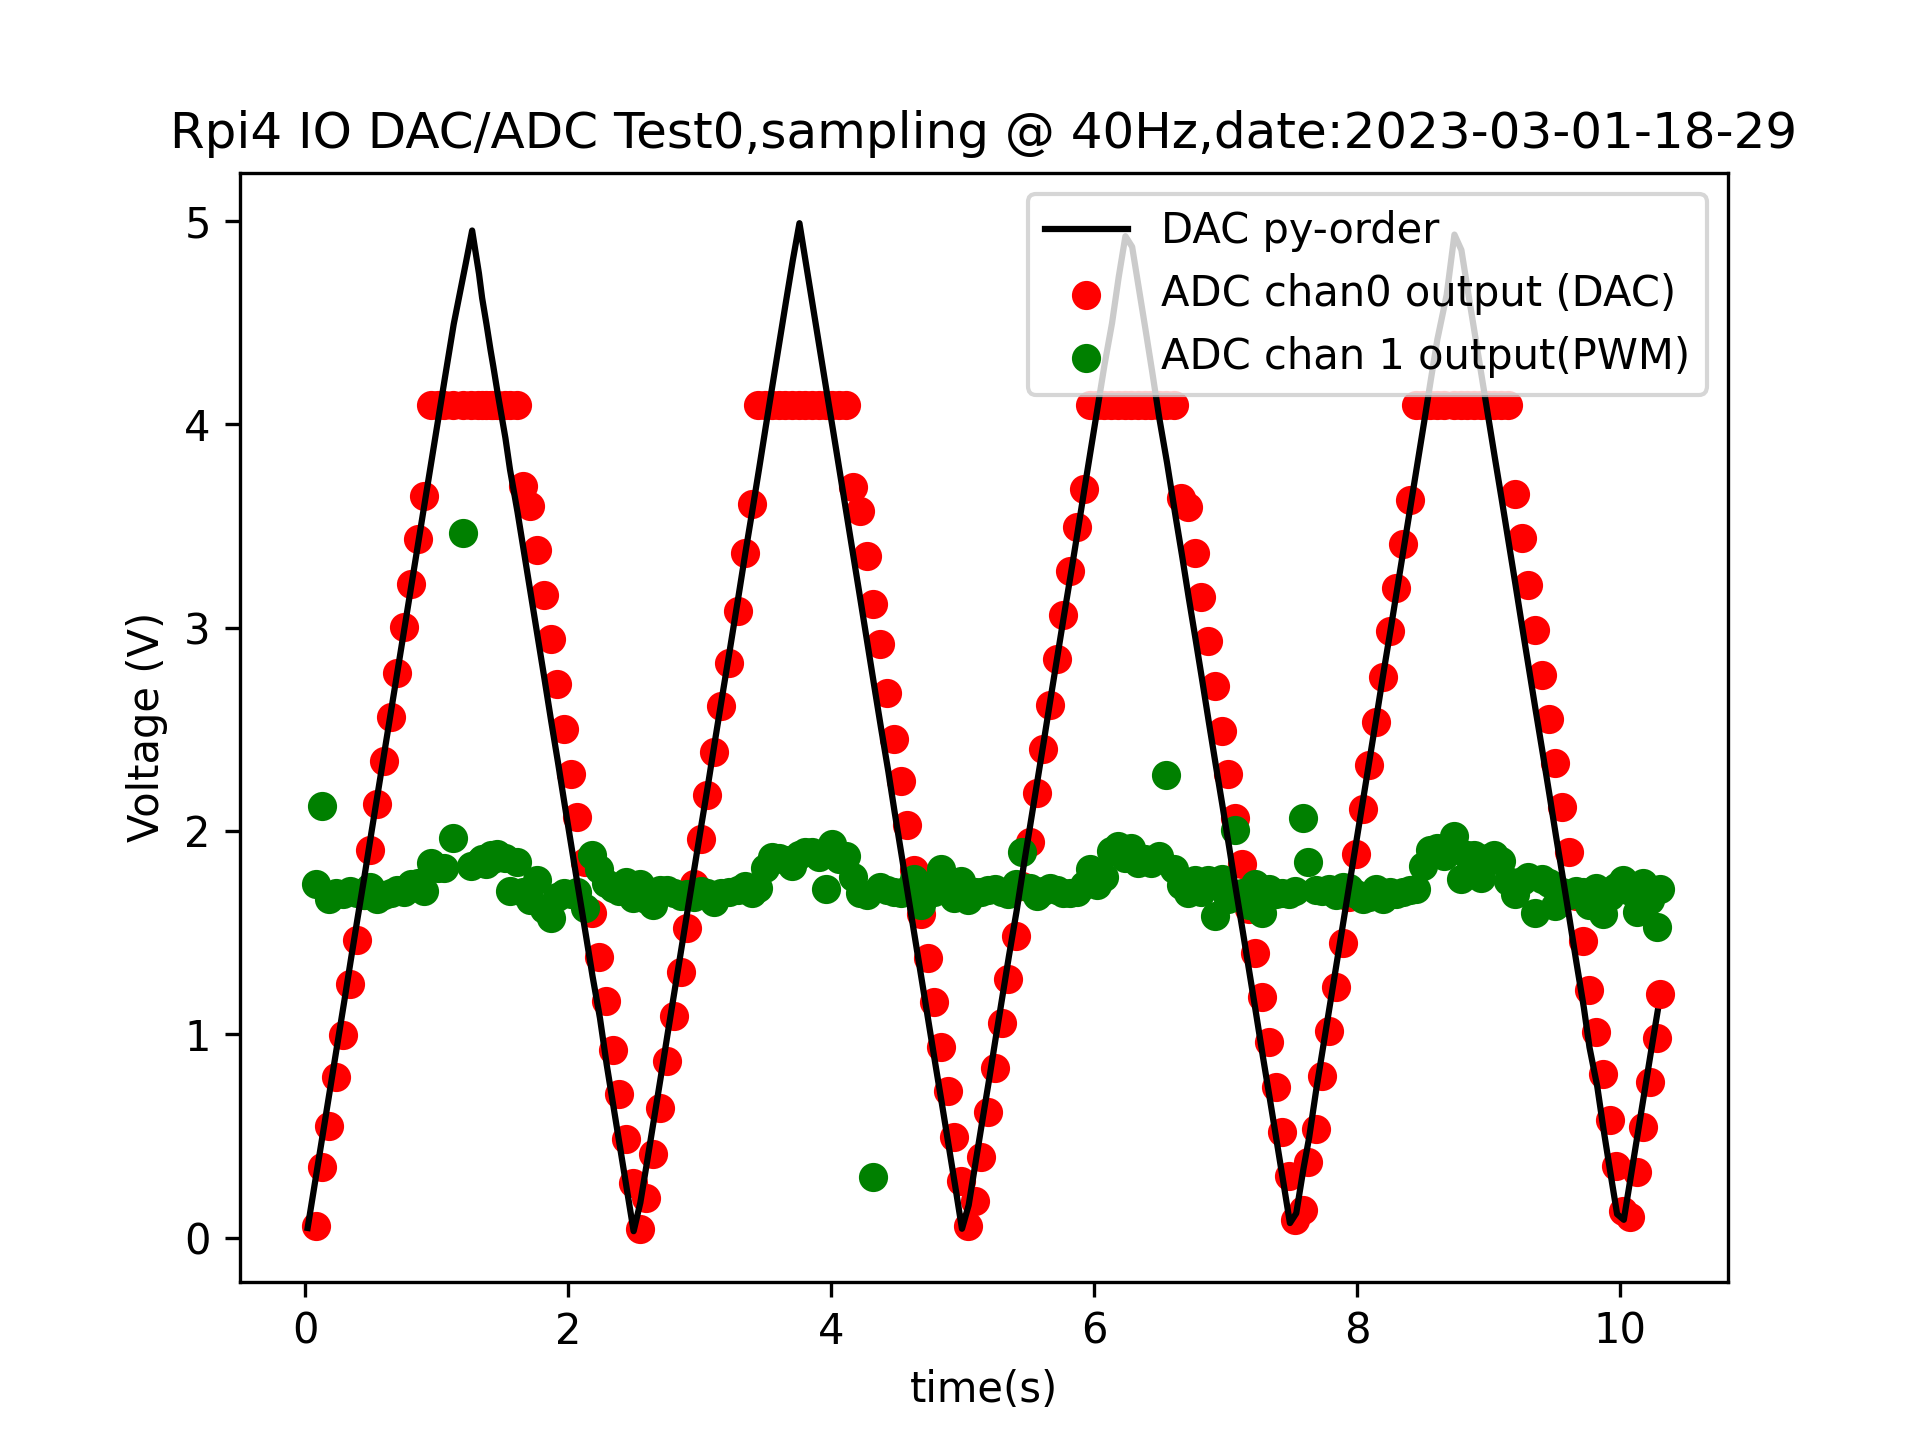 Rpi4 IO DAC/ADC Test0,sampling @ 40Hz,date:2023-03-01-18-29
DAC py-order
ADC chan0 output (DAC)
ADC chan 1 output(PWM)
Voltage (V)
5
4
3
2
1
0
0 2 4 6 8 10
time(s)